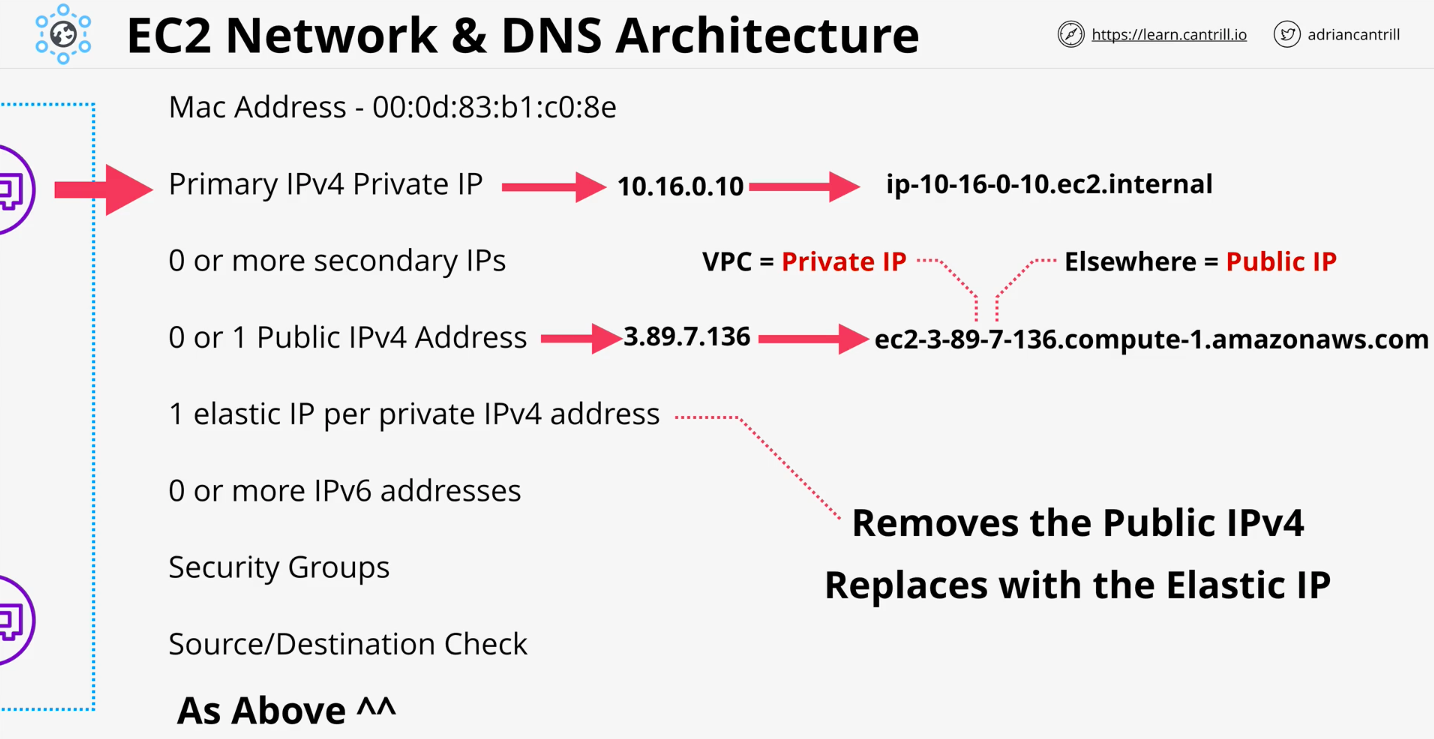 EC2 Network & DNS Architecture
https://learn.cantrill.io
adriancantrill
Mac Address - 00:0d:83:b1:c0:8e
Primary IPv4 Private IP
10.16.0.10
ip-10-16-0-10.ec2.internal
0 or more secondary IPs
VPC = Private IP
Elsewhere = Public IP
0 or 1 Public IPv4 Address
3.89.7.136
ec2-3-89-7-136.compute-1.amazonaws.com
1 elastic IP per private IPv4 address
0 or more IPv6 addresses
Removes the Public IPv4
Replaces with the Elastic IP
Security Groups
Source/Destination Check
As Above ^^